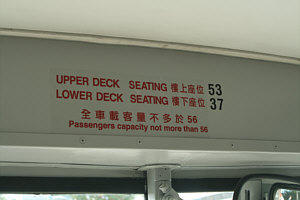 UPPER DECK SEATING 樓上座位 53
LOWER DECK SEATING 樓下座位 37
全車載客量不多於 56
Passengers capacity not more than 56